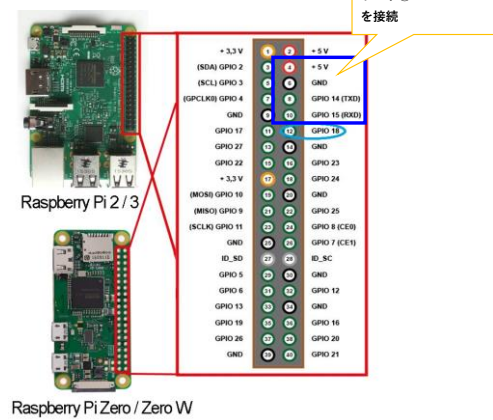 を接続
+ 3,3 V 1 2 + 5 V
(SDA) GPIO 2 3 4 + 5 V
(SCL) GPIO 3 5 6 GND
(GPCLK0) GPIO 4 7 8 GPIO 14 (TXD)
GND 9 10 GPIO 15 (RXD)
GPIO 17 11 12 GPIO 18
GPIO 27 13 14 GND
GPIO 22 15 16 GPIO 23
+ 3,3 V 17 18 GPIO 24
(MOSI) GPIO 10 19 20 GND
(MISO) GPIO 9 21 22 GPIO 25
(SCLK) GPIO 11 23 24 GPIO 8 (CE0)
GND 25 26 GPIO 7 (CE1)
ID_SD 27 28 ID_SC
GPIO 5 29 30 GND
GPIO 6 31 32 GPIO 12
GPIO 13 33 34 GND
GPIO 19 35 36 GPIO 16
GPIO 26 37 38 GPIO 20
GND 39 40 GPIO 21
Raspberry Pi 2 / 3
Raspberry Pi Zero / Zero W